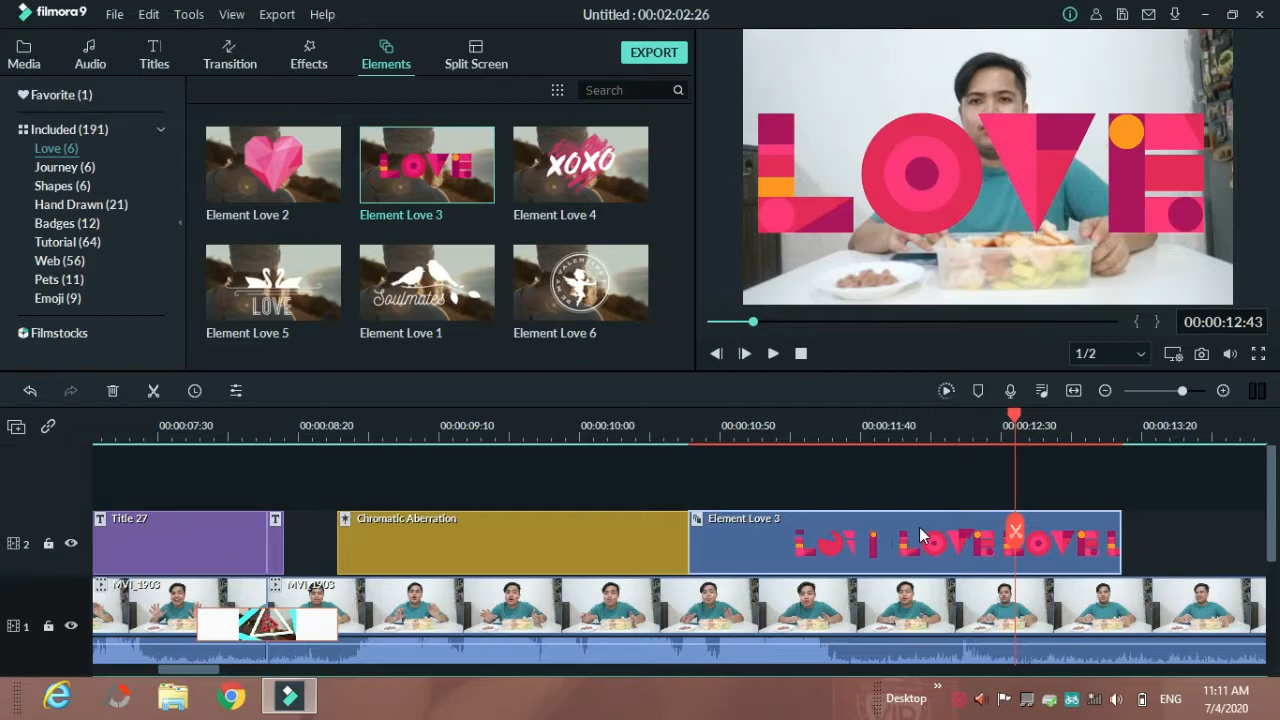 filmora9
File
Edit
Tools
View
Export
Help
Untitled : 00:02:02:26
Media
Audio
Titles
Transition
Effects
Elements
Split Screen
EXPORT
Favorite (1)
Included (191)
Love (6)
Journey (6)
Shapes (6)
Hand Drawn (21)
Badges (12)
Tutorial (64)
Web (56)
Pets (11)
Emoji (9)
Filmstocks
Search
LOVE
XOXO
Element Love 2
Element Love 3
Element Love 4
LOVE
Soulmates
Element Love 5
Element Love 1
Element Love 6
LOVE
00:00:12:43
1/2
00:00:07:30
00:00:08:20
00:00:09:10
00:00:10:00
00:00:10:50
00:00:11:40
00:00:12:30
00:00:13:20
Title 27
Chromatic Aberration
Element Love 3
LOVE
LOVE
2
MVI_1903
MVI_1903
1
Desktop
ENG
11:11 AM
7/4/2020